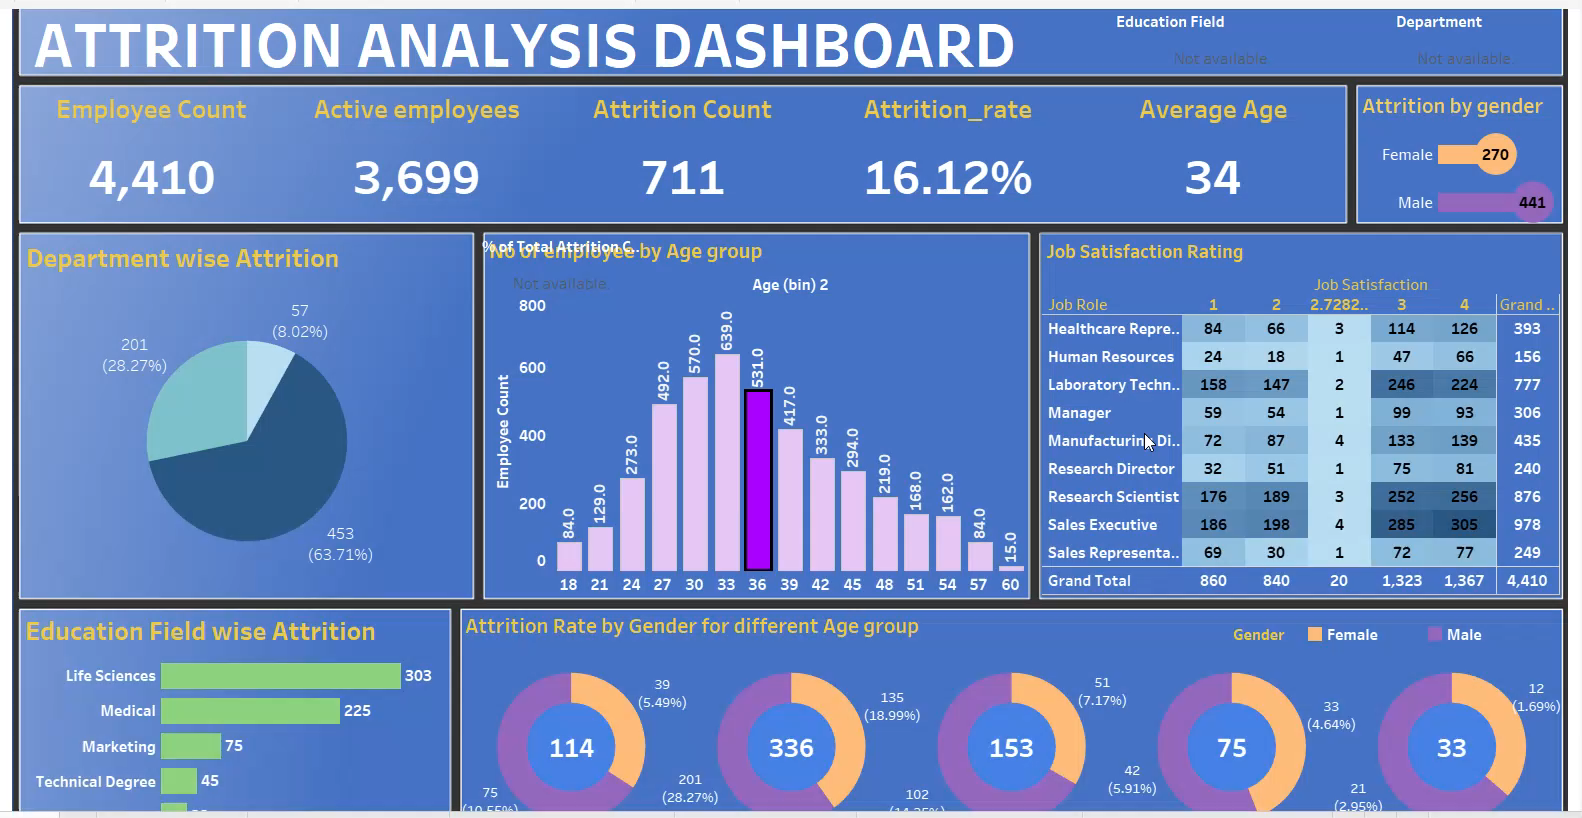 ATTRITION ANALYSIS DASHBOARD
Education Field
Department
Not available.
Not available.
Employee Count
Active employees
Attrition Count
Attrition_rate
Average Age
4,410
3,699
711
16.12%
34
Attrition by gender
Female 270
Male 441
Department wise Attrition
57
(8.02%)
201
(28.27%)
453
(63.71%)
% of Total Attrition C..
No of employee by Age group
Not available.
Age (bin) 2
Employee Count
800
600
400
200
0
84.0
129.0
273.0
492.0
570.0
639.0
531.0
417.0
333.0
294.0
219.0
168.0
162.0
84.0
15.0
18 21 24 27 30 33 36 39 42 45 48 51 54 57 60
Job Satisfaction Rating
Job Satisfaction
Job Role 1 2 2.7282.. 3 4 Grand ..
Healthcare Repre.. 84 66 3 114 126 393
Human Resources 24 18 1 47 66 156
Laboratory Techn.. 158 147 2 246 224 777
Manager 59 54 1 99 93 306
Manufacturing Di.. 72 87 4 133 139 435
Research Director 32 51 1 75 81 240
Research Scientist 176 189 3 252 256 876
Sales Executive 186 198 4 285 305 978
Sales Representa.. 69 30 1 72 77 249
Grand Total 860 840 20 1,323 1,367 4,410
Education Field wise Attrition
Life Sciences 303
Medical 225
Marketing 75
Technical Degree 45
Attrition Rate by Gender for different Age group
Gender Female Male
39
(5.49%)
114
75
135
(18.99%)
336
201
(28.27%)
51
(7.17%)
153
102
33
(4.64%)
75
42
(5.91%)
12
(1.69%)
33
21
(2.95%)